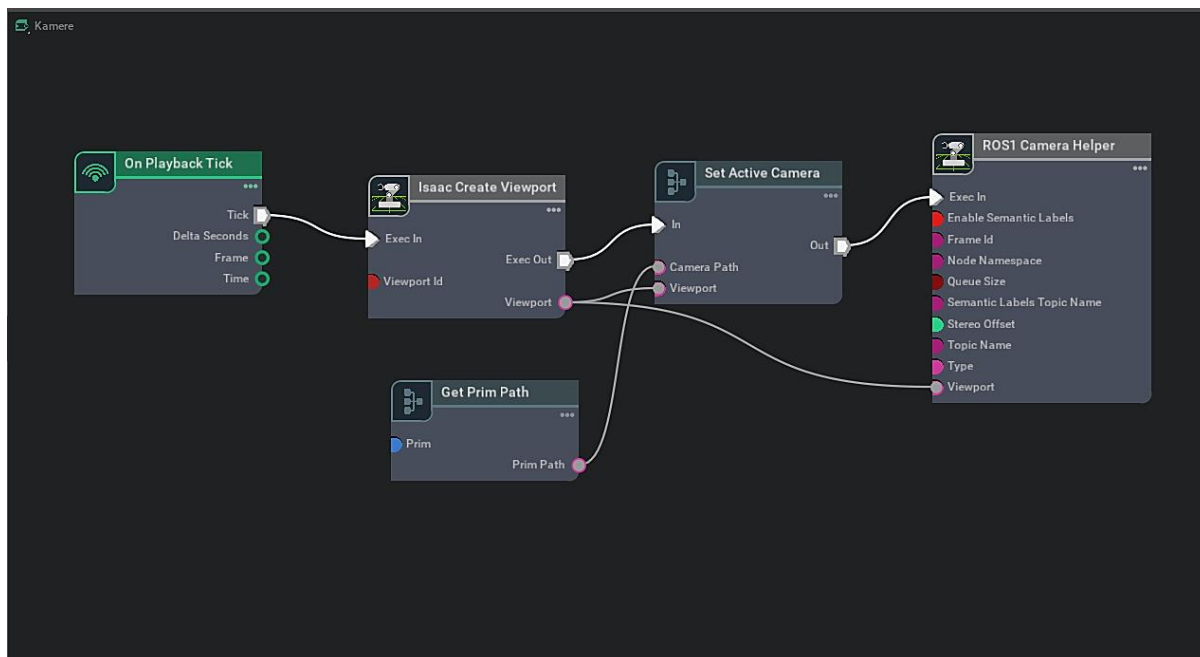 Kamere
On Playback Tick
Tick
Delta Seconds
Frame
Time
Isaac Create Viewport
Exec In
Exec Out
Viewport Id
Viewport
Get Prim Path
Prim
Prim Path
Set Active Camera
In
Out
Camera Path
Viewport
ROS1 Camera Helper
Exec In
Enable Semantic Labels
Frame Id
Node Namespace
Queue Size
Semantic Labels Topic Name
Stereo Offset
Topic Name
Type
Viewport